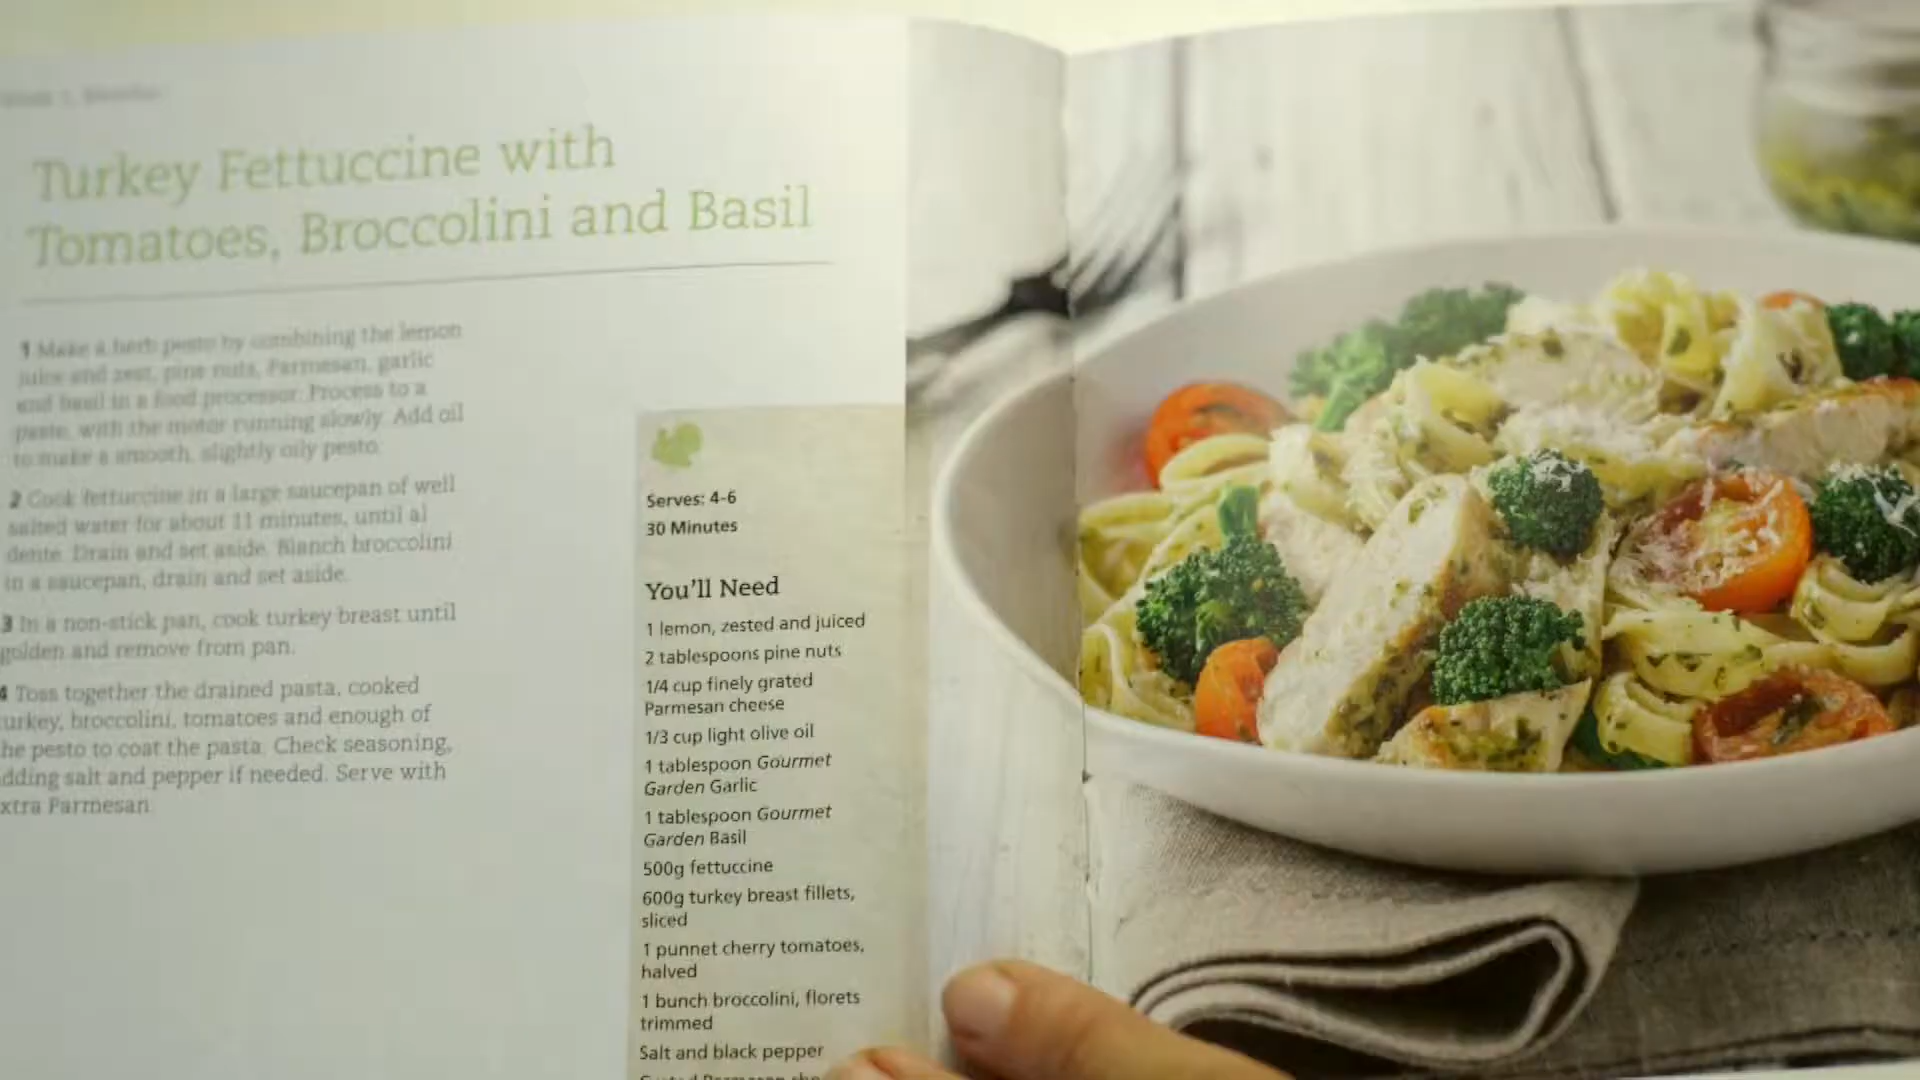 Turkey Fettuccine with
Tomatoes, Broccolini and Basil
1 Make a herb pesto by combining the lemon
juice and zest, pine nuts, Parmesan, garlic
and basil in a food processor. Process to a
paste, with the motor running slowly. Add oil
to make a smooth, slightly oily pesto.
2 Cook fettuccine in a large saucepan of well
salted water for about 11 minutes, until al
dente. Drain and set aside. Blanch broccolini
in a saucepan, drain and set aside.
3 In a non-stick pan, cook turkey breast until
golden and remove from pan.
4 Toss together the drained pasta, cooked
turkey, broccolini, tomatoes and enough of
he pesto to coat the pasta. Check seasoning,
dding salt and pepper if needed. Serve with
xtra Parmesan.
Serves: 4-6
30 Minutes
You'll Need
1 lemon, zested and juiced
2 tablespoons pine nuts
1/4 cup finely grated
Parmesan cheese
1/3 cup light olive oil
1 tablespoon Gourmet
Garden Garlic
1 tablespoon Gourmet
Garden Basil
500g fettuccine
600g turkey breast fillets,
sliced
1 punnet cherry tomatoes,
halved
1 bunch broccolini, florets
trimmed
Salt and black pepper